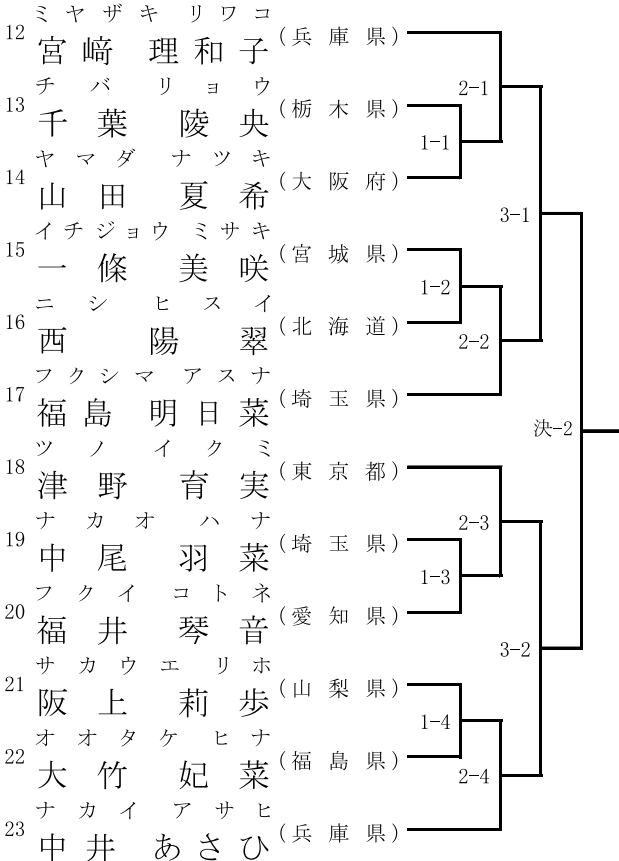 ミヤザキ リワコ
12 宮﨑 理和子 (兵庫県)
チバ リョウ
13 千葉 陵央 (栃木県)
ヤマダ ナツキ
14 山田 夏希 (大阪府)
イチジョウ ミサキ
15 一條 美咲 (宮城県)
ニシ ヒスイ
16 西 陽翠 (北海道)
フクシマ アスナ
17 福島 明日菜 (埼玉県)
ツノ イクミ
18 津野 育実 (東京都)
ナカオ ハナ
19 中尾 羽菜 (埼玉県)
フクイ コトネ
20 福井 琴音 (愛知県)
サカウエ リホ
21 阪上 莉歩 (山梨県)
オオタケ ヒナ
22 大竹 妃菜 (福島県)
ナカイ アサヒ
23 中井 あさひ (兵庫県)
2-1
1-1
3-1
1-2
2-2
決-2
2-3
1-3
3-2
1-4
2-4